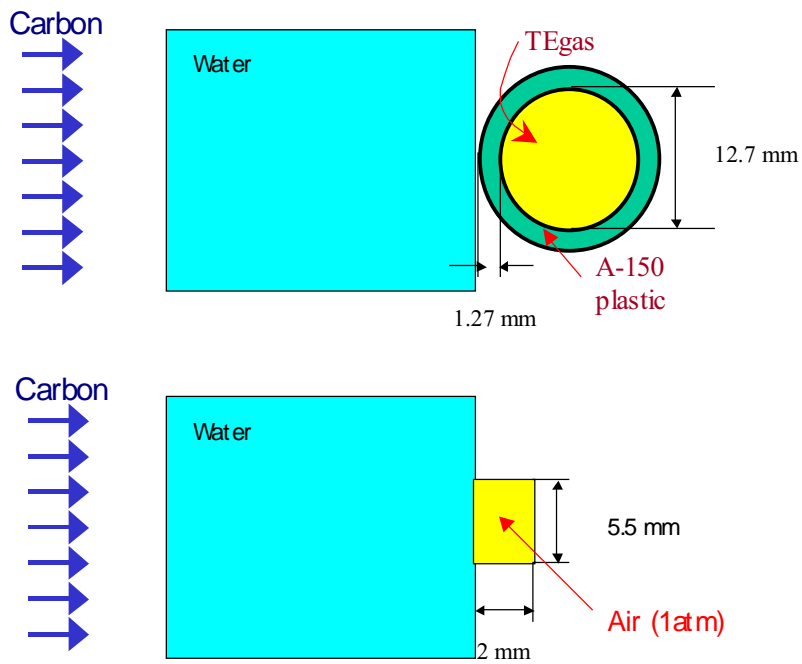 Carbon
Water
TEgas
12.7 mm
A-150
plastic
1.27 mm
Carbon
Water
5.5 mm
Air (1atm)
2 mm